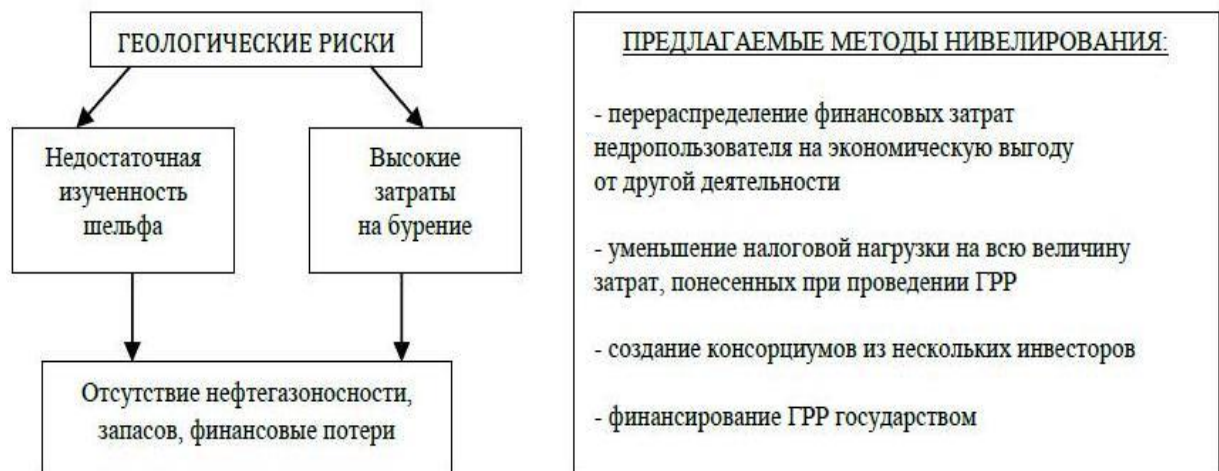 ГЕОЛОГИЧЕСКИЕ РИСКИ
Недостаточная
изученность
шельфа
Высокие
затраты
на бурение
Отсутствие нефтегазоносности,
запасов, финансовые потери
ПРЕДЛАГАЕМЫЕ МЕТОДЫ НИВЕЛИРОВАНИЯ:
- перераспределение финансовых затрат
недропользователя на экономическую выгоду
от другой деятельности
- уменьшение налоговой нагрузки на всю величину
затрат, понесенных при проведении ГРР
- создание консорциумов из нескольких инвесторов
- финансирование ГРР государством